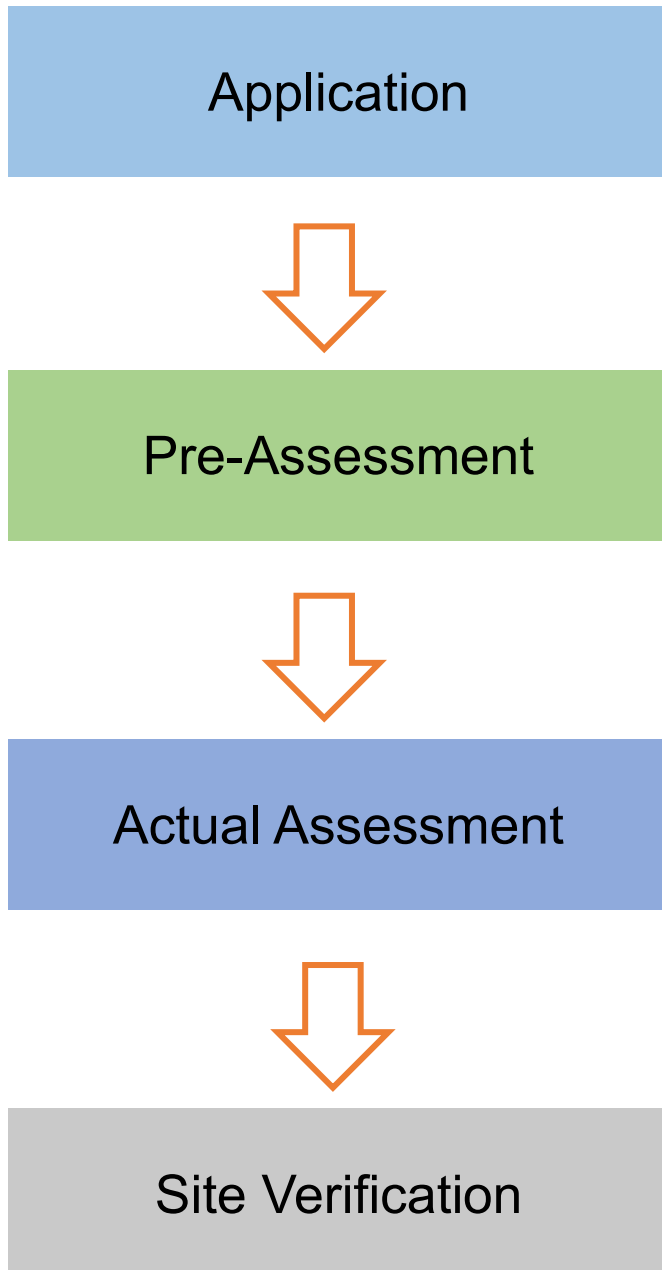 Application
Pre-Assessment
Actual Assessment
Site Verification